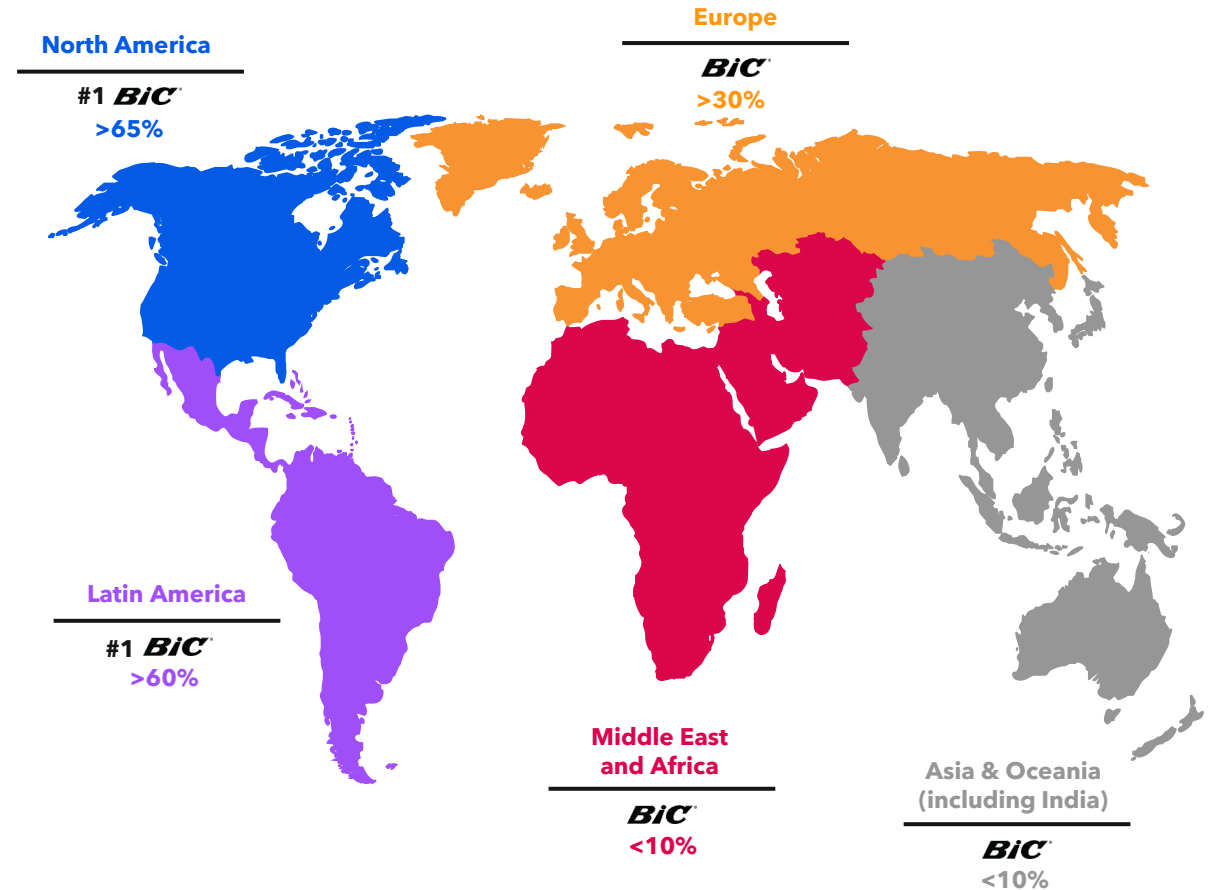 North America
#1 BiC®
>65%
Europe
BiC®
>30%
Latin America
#1 BiC®
>60%
Middle East
and Africa
BiC®
<10%
Asia & Oceania
(including India)
BiC®
<10%